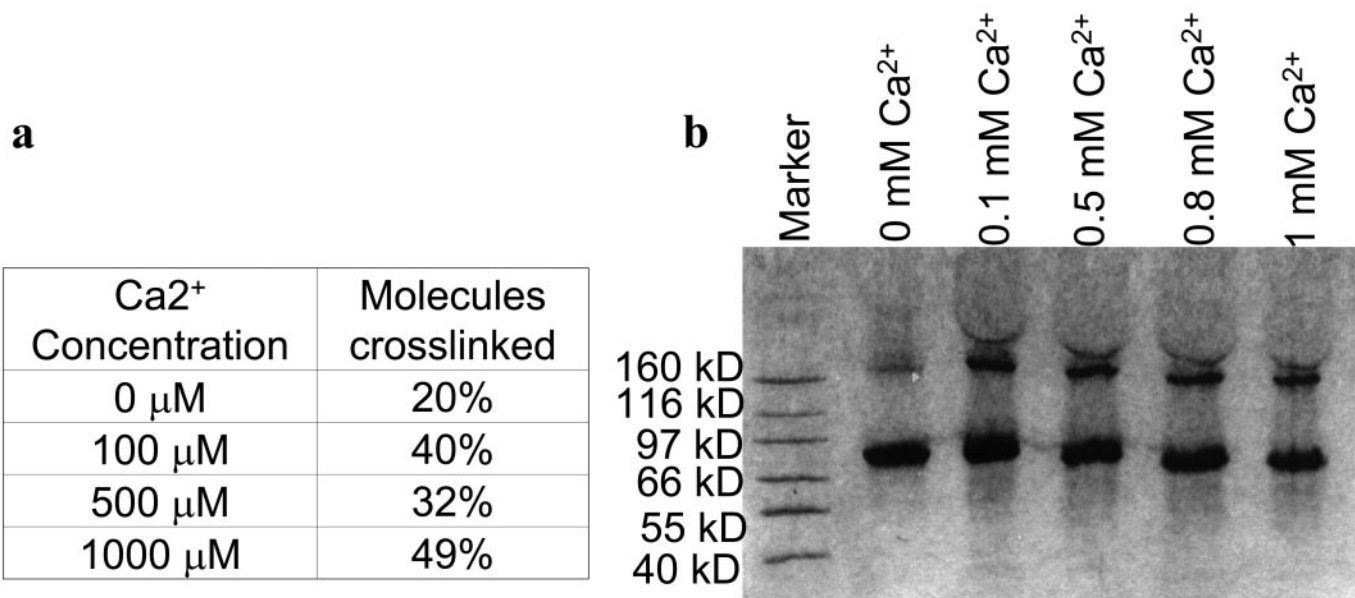 a
Ca2⁺
Concentration
Molecules
crosslinked
0 μM
20%
100 μM
40%
500 μM
32%
1000 μM
49%
b
Marker
0 mM Ca²⁺
0.1 mM Ca²⁺
0.5 mM Ca²⁺
0.8 mM Ca²⁺
1 mM Ca²⁺
160 kD
116 kD
97 kD
66 kD
55 kD
40 kD